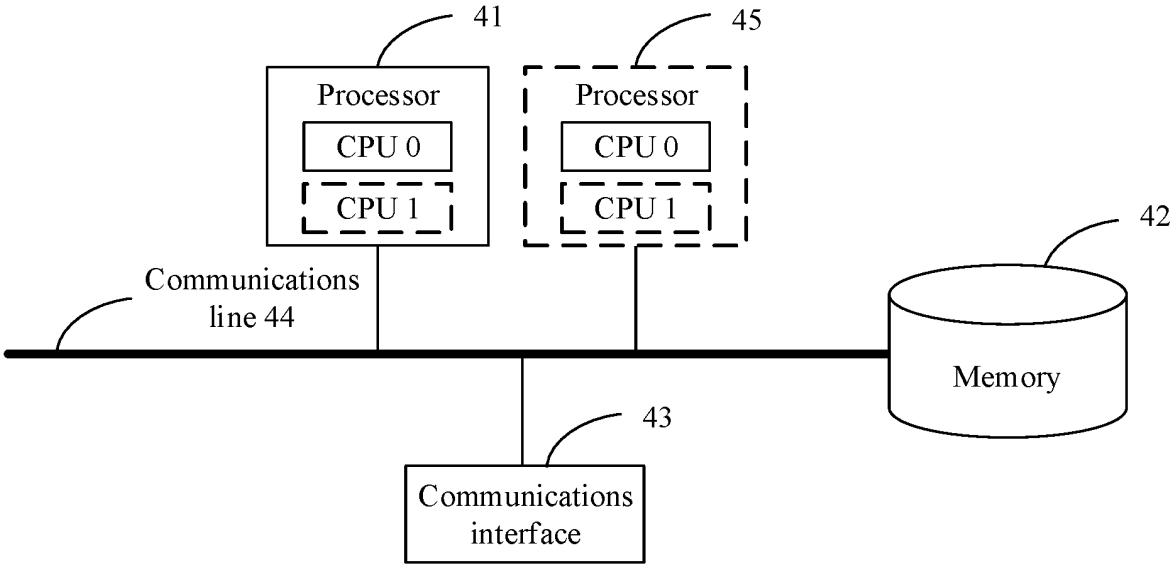 41
45
Processor
CPU 0
CPU 1
Processor
CPU 0
CPU 1
42
Communications
line 44
Memory
43
Communications
interface